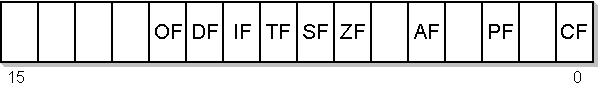 OF DF IF TF SF ZF AF PF CF
15 0